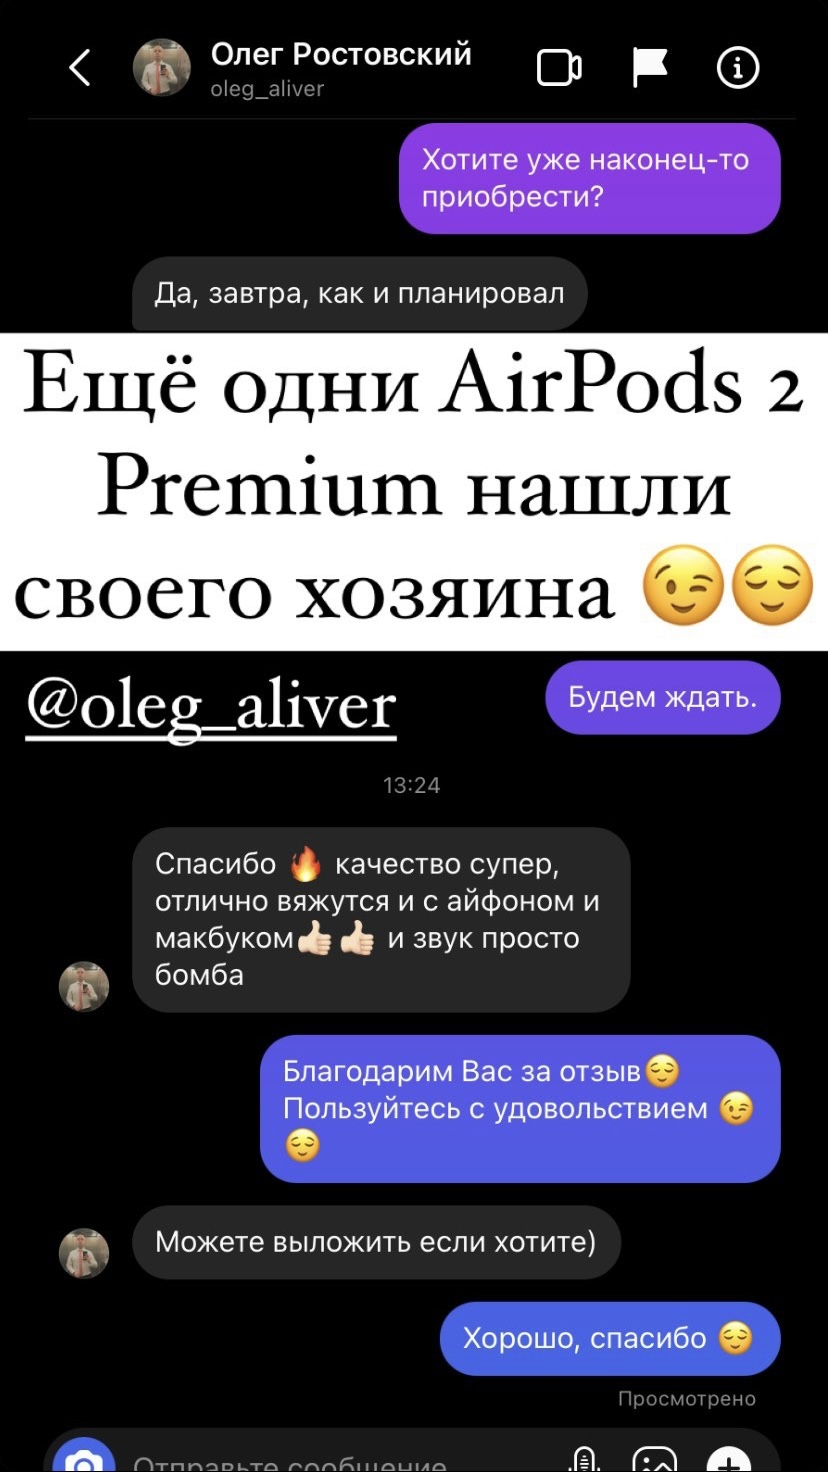 Олег Ростовский
oleg_aliver
Хотите уже наконец-то
приобрести?
Да, завтра, как и планировал
Ещё одни AirPods 2
Premium нашли
своего хозяина 😉😌
@oleg_aliver
Будем ждать.
13:24
Спасибо 🔥 качество супер,
отлично вяжутся и с айфоном и
макбуком👍🏻👍🏻 и звук просто
бомба
Благодарим Вас за отзыв😌
Пользуйтесь с удовольствием 😉
😌
Можете выложить если хотите)
Хорошо, спасибо 😌
Просмотрено
Отправьте сообщение